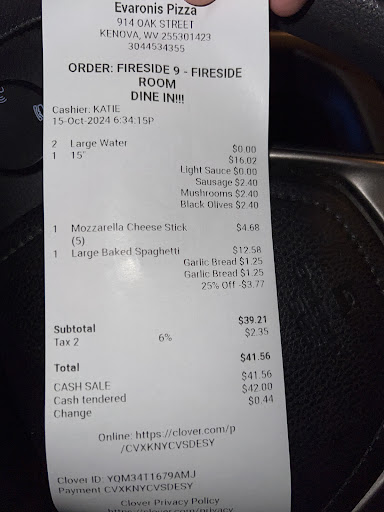 Evaronis Pizza
914 OAK STREET
KENOVA, WV 255301423
3044534355
ORDER: FIRESIDE 9 - FIRESIDE
ROOM
DINE IN!!!
Cashier: KATIE
15-Oct-2024 6:34:15P
2 Large Water $0.00
1 15" $16.02
Light Sauce $0.00
Sausage $2.40
Mushrooms $2.40
Black Olives $2.40
1 Mozzarella Cheese Stick $4.68
(5)
1 Large Baked Spaghetti $12.58
Garlic Bread $1.25
Garlic Bread $1.25
25% Off -$3.77
Subtotal $39.21
Tax 2 6% $2.35
Total $41.56
CASH SALE $41.56
Cash tendered $42.00
Change $0.44
Online: https://clover.com/p
/CVXKNYCVSDESY
Clover ID: YQM34T1679AMJ
Payment CVXKNYCVSDESY
Clover Privacy Policy
https://clover.com/privacy